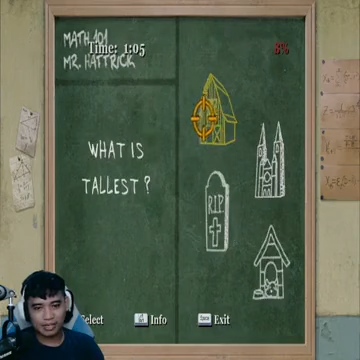 MATH 101
Time: 1:05
8%
MR. HATTRICK
WHAT IS
TALLEST?
RIP
Select
Info
Exit